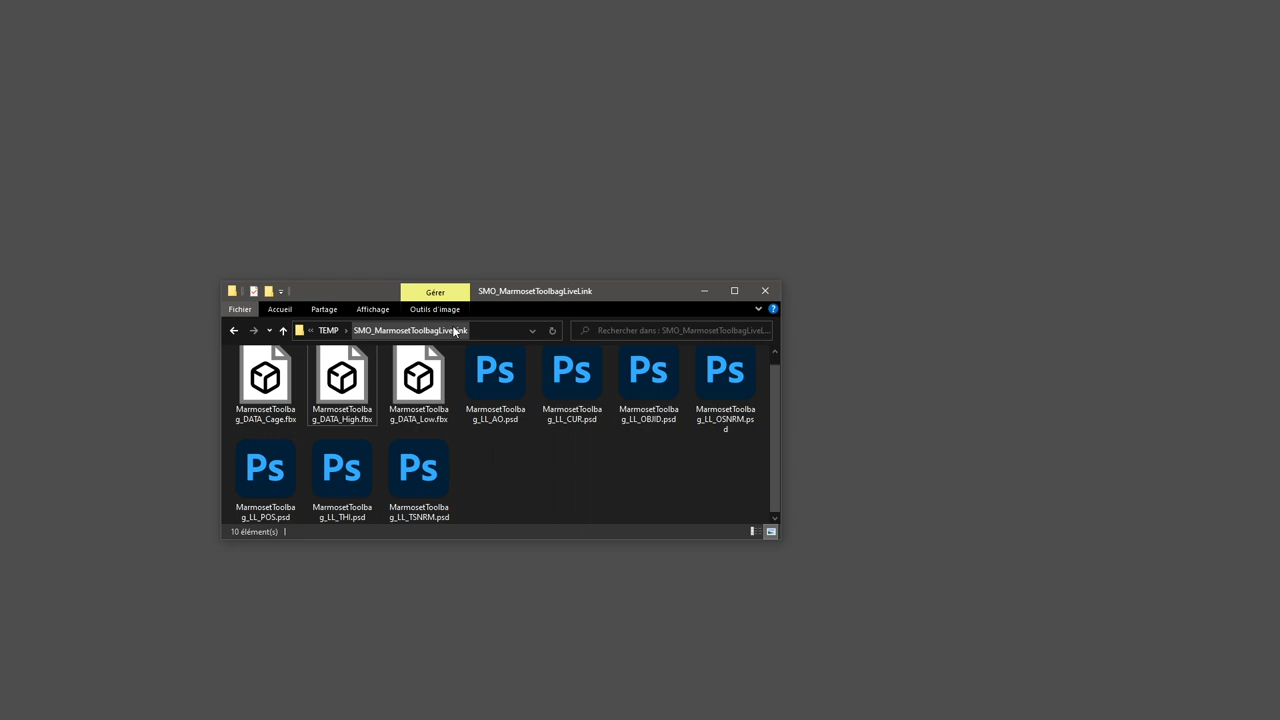 Gérer
SMO_MarmosetToolbagLiveLink
Fichier
Accueil
Partage
Affichage
Outils d'image
« TEMP › SMO_MarmosetToolbagLiveLink
Rechercher dans : SMO_MarmosetToolbagLiveL...
Ps
Ps
Ps
Ps
MarmosetToolba
g_DATA_Cage.fbx
MarmosetToolba
g_DATA_High.fbx
MarmosetToolba
g_DATA_Low.fbx
MarmosetToolba
g_LL_AO.psd
MarmosetToolba
g_LL_CUR.psd
MarmosetToolba
g_LL_OBJID.psd
MarmosetToolba
g_LL_OSNRM.ps
d
Ps
Ps
Ps
MarmosetToolba
g_LL_POS.psd
MarmosetToolba
g_LL_THI.psd
MarmosetToolba
g_LL_TSNRM.psd
10 élément(s)